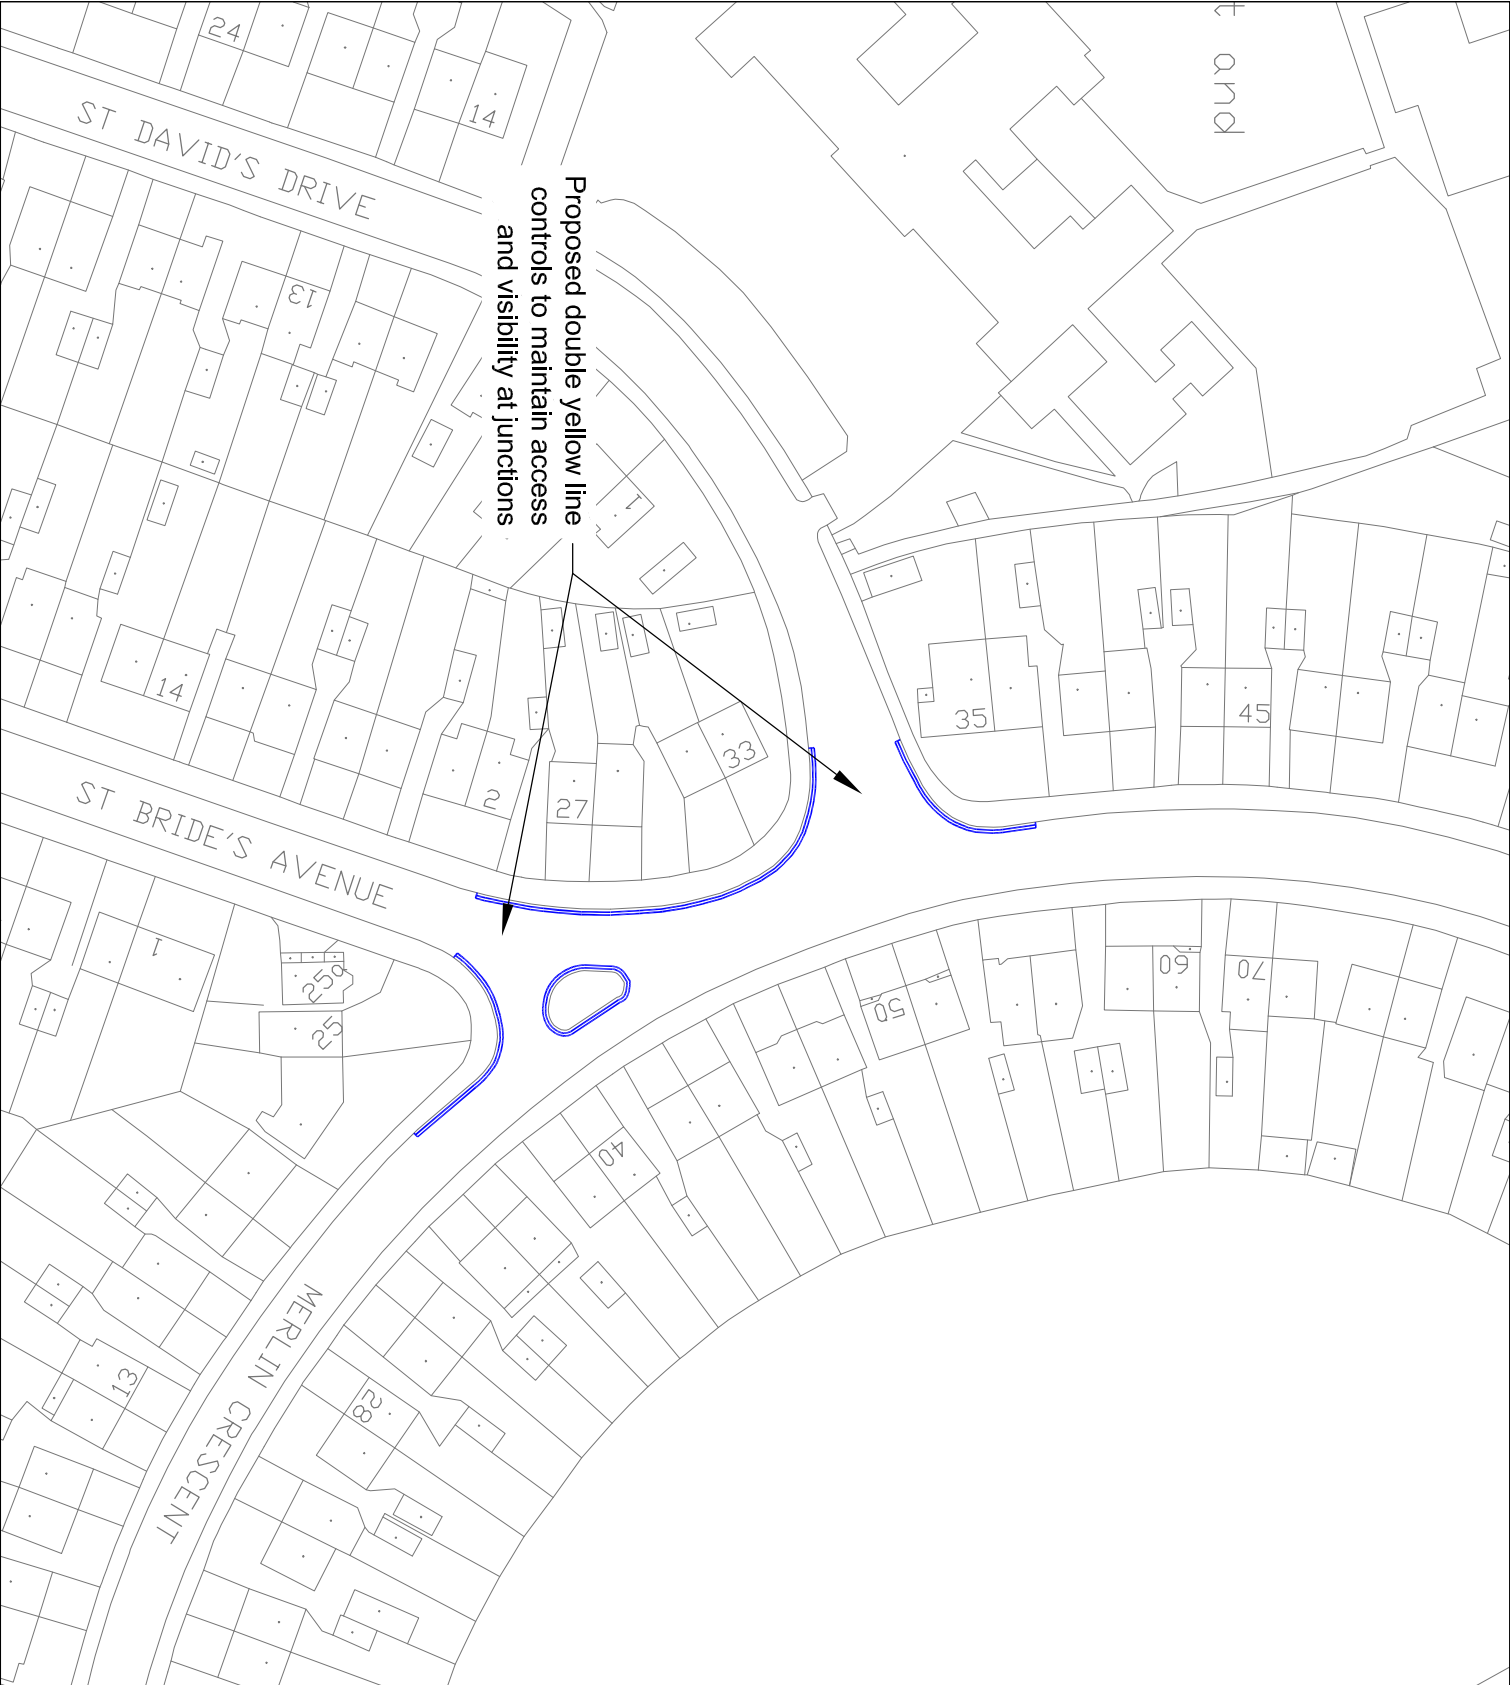 t and
24
14
ST DAVID'S DRIVE
13
Proposed double yellow line
controls to maintain access
and visibility at junctions
1
35
45
14
2
27
33
ST BRIDE'S AVENUE
1
25a
25
50
60
70
40
MERLIN CRESCENT
13
28